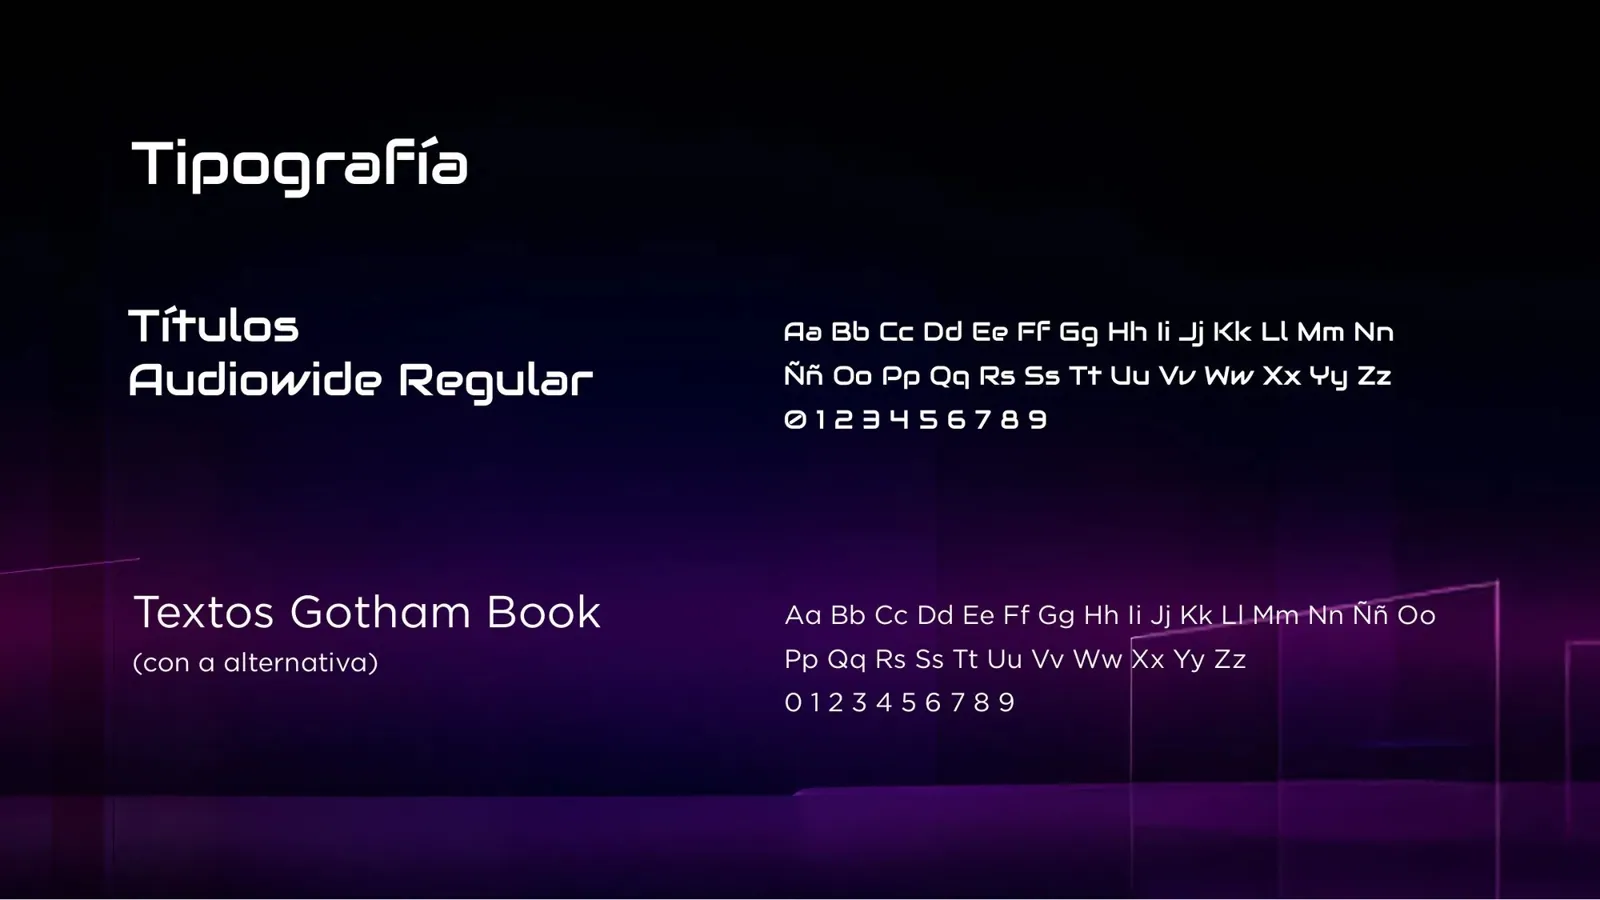 Tipografía
Títulos
Audiowide Regular
Aa Bb Cc Dd Ee Ff Gg Hh Ii Jj Kk Ll Mm Nn
Ññ Oo Pp Qq Rs Ss Tt Uu Vv Ww Xx Yy Zz
0 1 2 3 4 5 6 7 8 9
Textos Gotham Book
(con a alternativa)
Aa Bb Cc Dd Ee Ff Gg Hh Ii Jj Kk Ll Mm Nn Ññ Oo
Pp Qq Rs Ss Tt Uu Vv Ww Xx Yy Zz
0 1 2 3 4 5 6 7 8 9